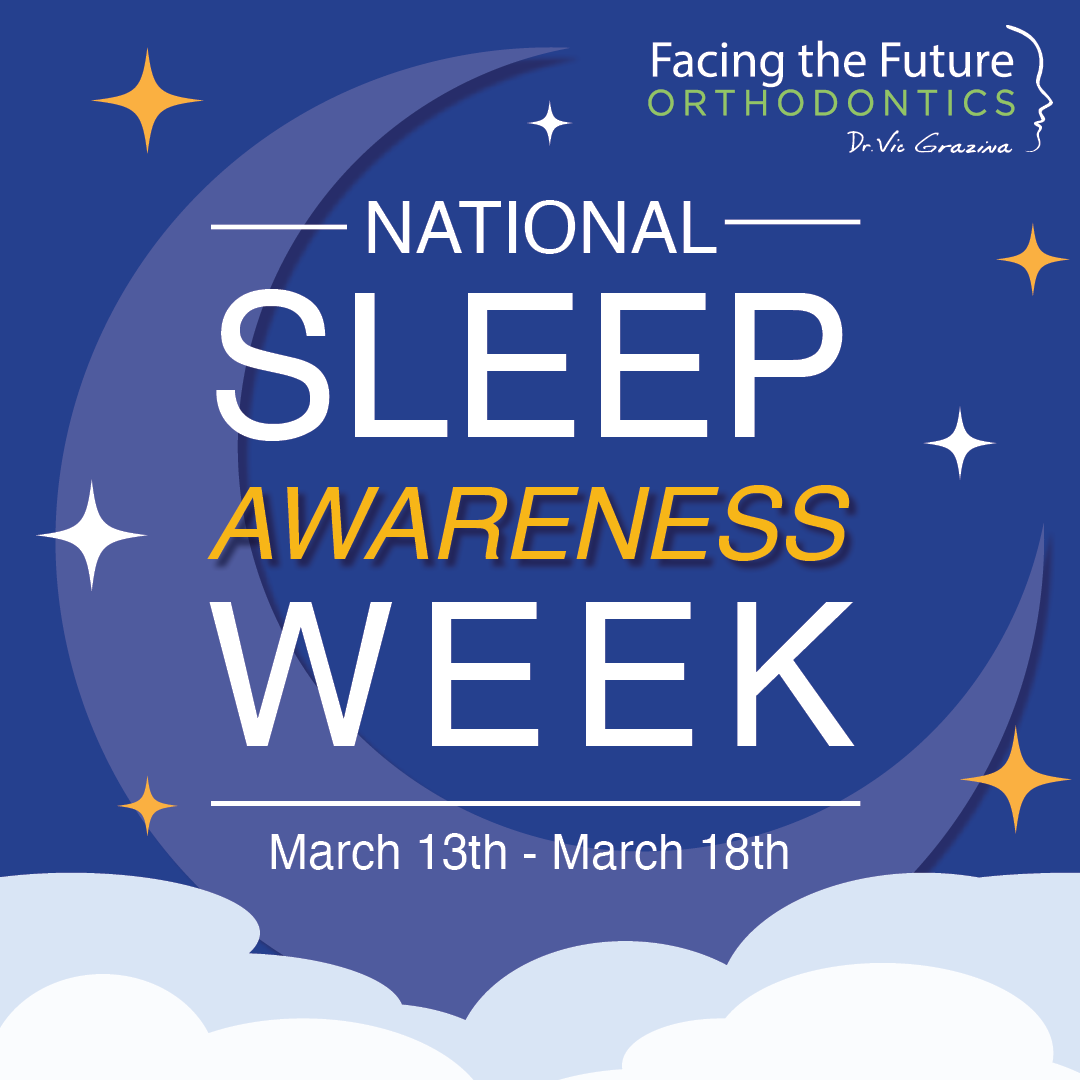 Facing the Future
ORTHODONTICS
Dr. Vic Grazina
NATIONAL
SLEEP
AWARENESS
WEEK
March 13th - March 18th